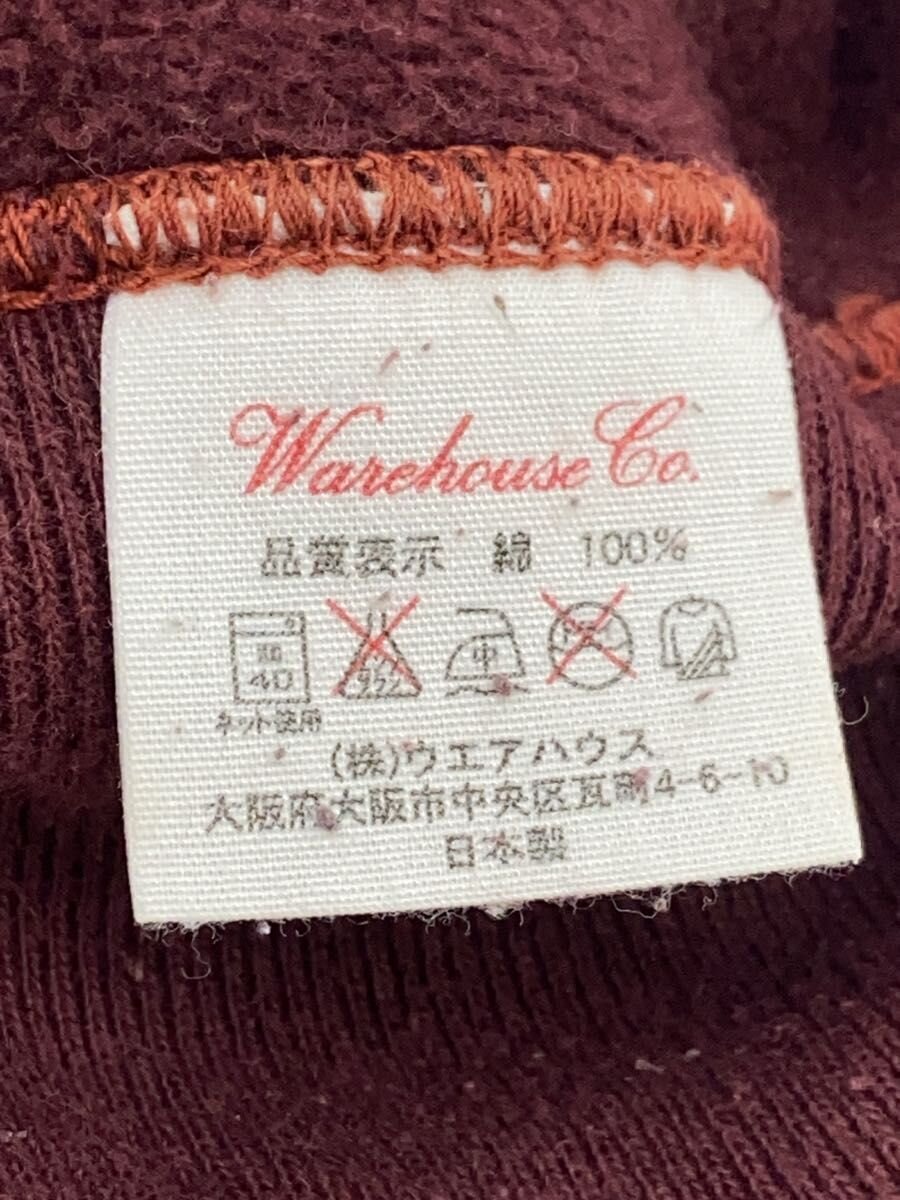 Warehouse Co.
品質表示 綿 100%
40 中
ネット使用
(株)ウエアハウス
大阪府大阪市中央区瓦町4-6-10
日本製